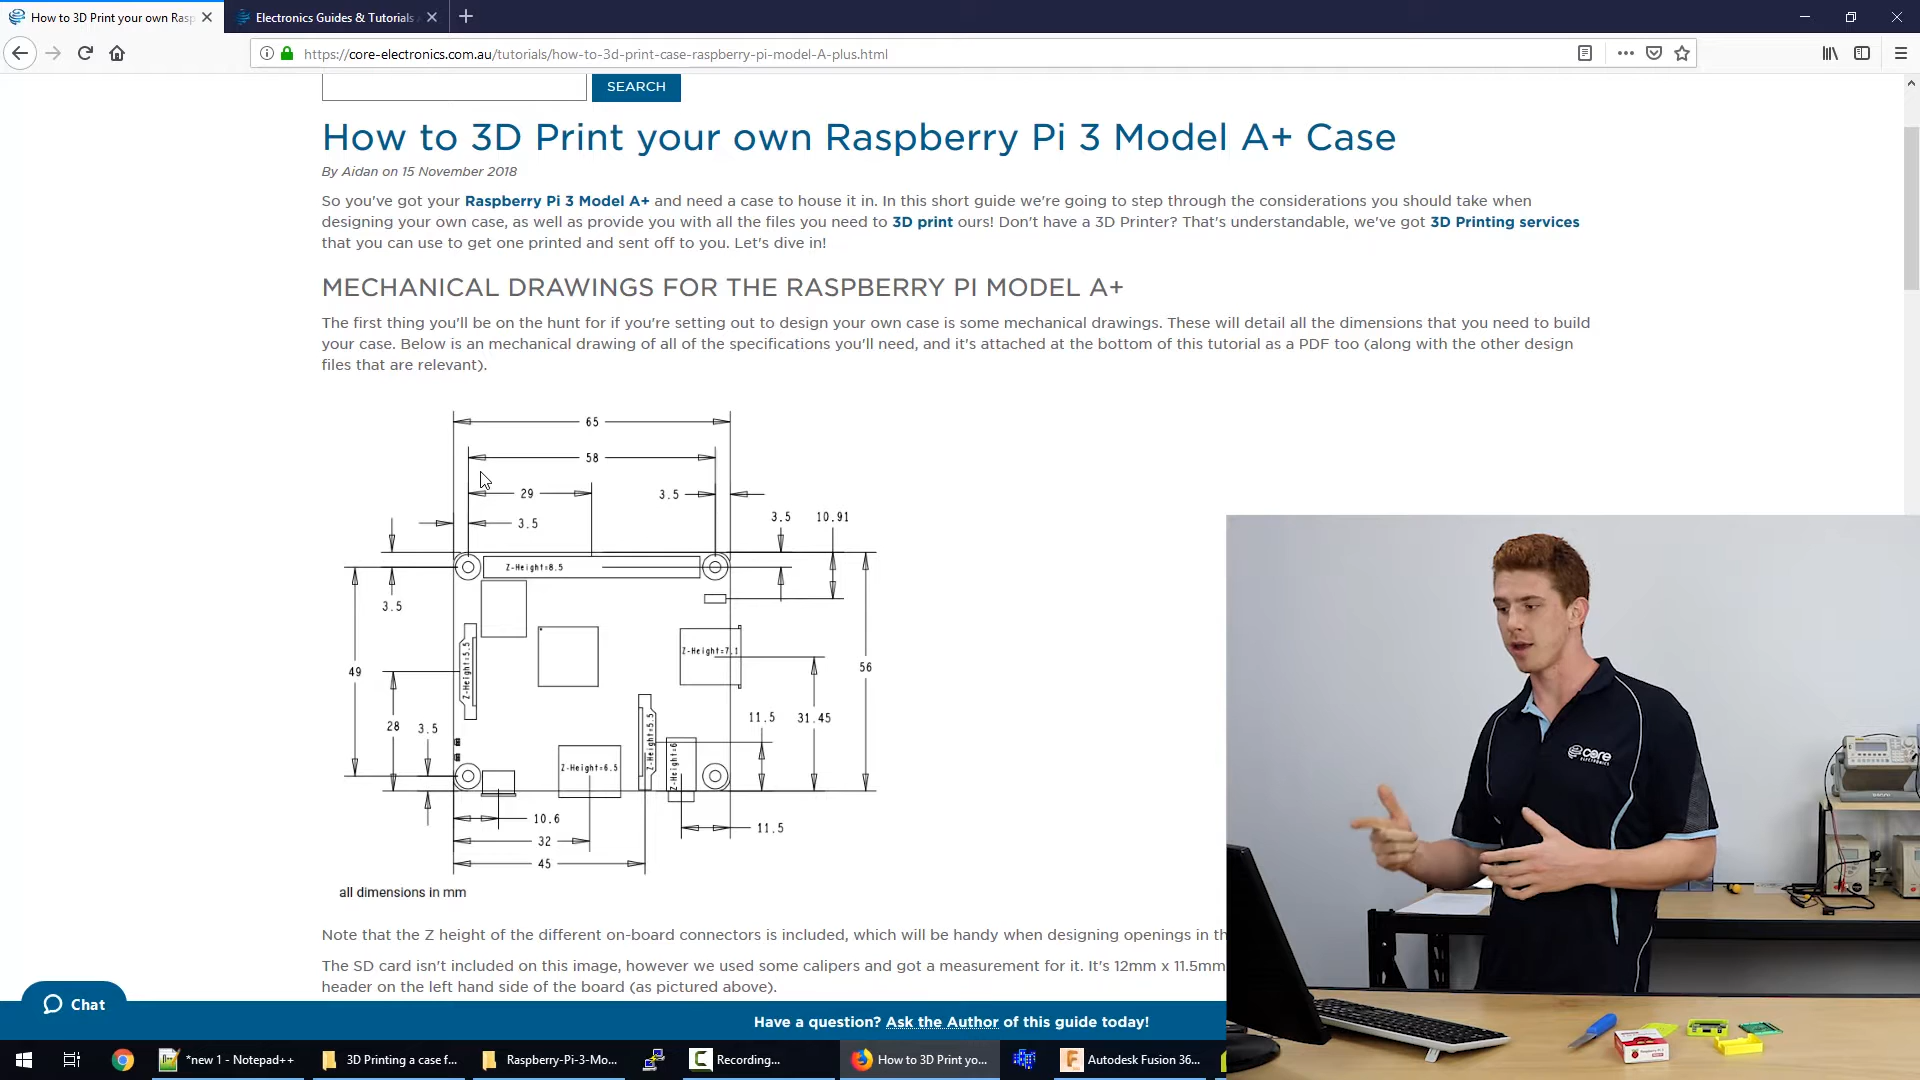 How to 3D Print your own Rasp
Electronics Guides & Tutorials
https://core-electronics.com.au/tutorials/how-to-3d-print-case-raspberry-pi-model-A-plus.html
SEARCH
How to 3D Print your own Raspberry Pi 3 Model A+ Case
By Aidan on 15 November 2018
So you've got your Raspberry Pi 3 Model A+ and need a case to house it in. In this short guide we're going to step through the considerations you should take when
designing your own case, as well as provide you with all the files you need to 3D print ours! Don't have a 3D Printer? That's understandable, we've got 3D Printing services
that you can use to get one printed and sent off to you. Let's dive in!
MECHANICAL DRAWINGS FOR THE RASPBERRY PI MODEL A+
The first thing you'll be on the hunt for if you're setting out to design your own case is some mechanical drawings. These will detail all the dimensions that you need to build
your case. Below is an mechanical drawing of all of the specifications you'll need, and it's attached at the bottom of this tutorial as a PDF too (along with the other design
files that are relevant).
65
58
29
3.5
3.5
3.5
10.91
Z-Height=8.5
3.5
Z-Height=5.5
Z-Height=7.1
49
56
28
3.5
11.5
31.45
Z-Height=5.5
Z-Height=6
Z-Height=6.5
10.6
11.5
32
45
all dimensions in mm
Note that the Z height of the different on-board connectors is included, which will be handy when designing openings in th
The SD card isn't included on this image, however we used some calipers and got a measurement for it. It's 12mm x 11.5mm
header on the left hand side of the board (as pictured above).
Chat
Have a question? Ask the Author of this guide today!
core
ELECTRONICS
*new 1 - Notepad++
3D Printing a case f...
Raspberry-Pi-3-Mo...
Recording...
How to 3D Print yo...
Autodesk Fusion 36...